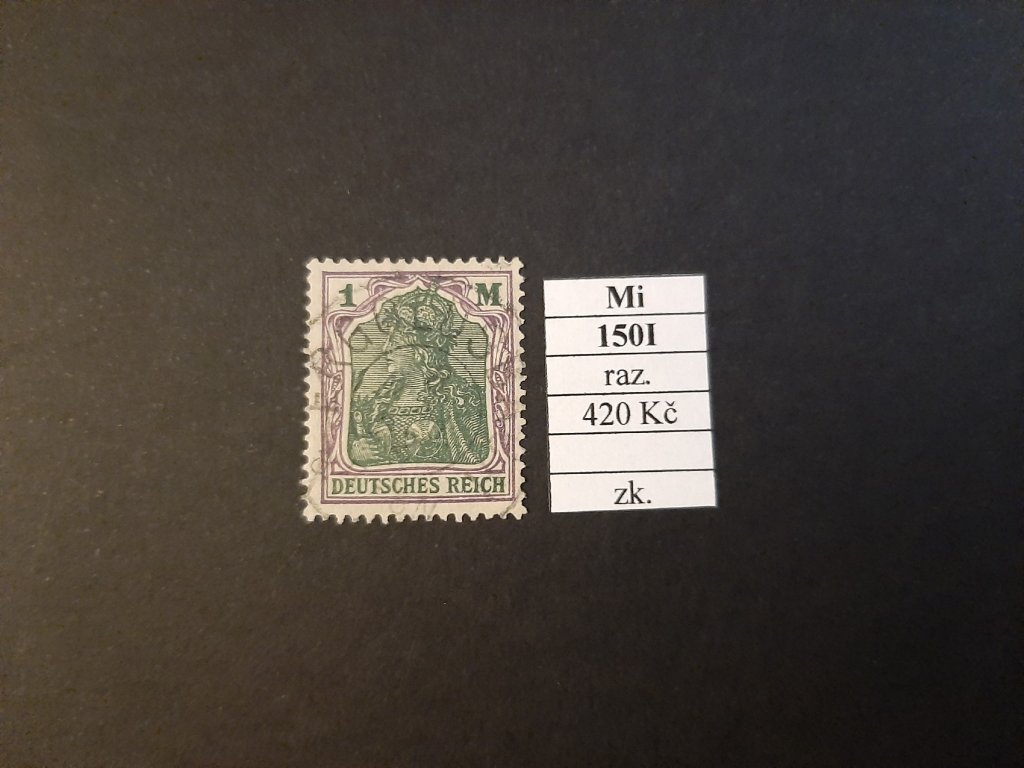 1 M
DEUTSCHES REICH
Mi
150I
raz.
420 Kč
zk.